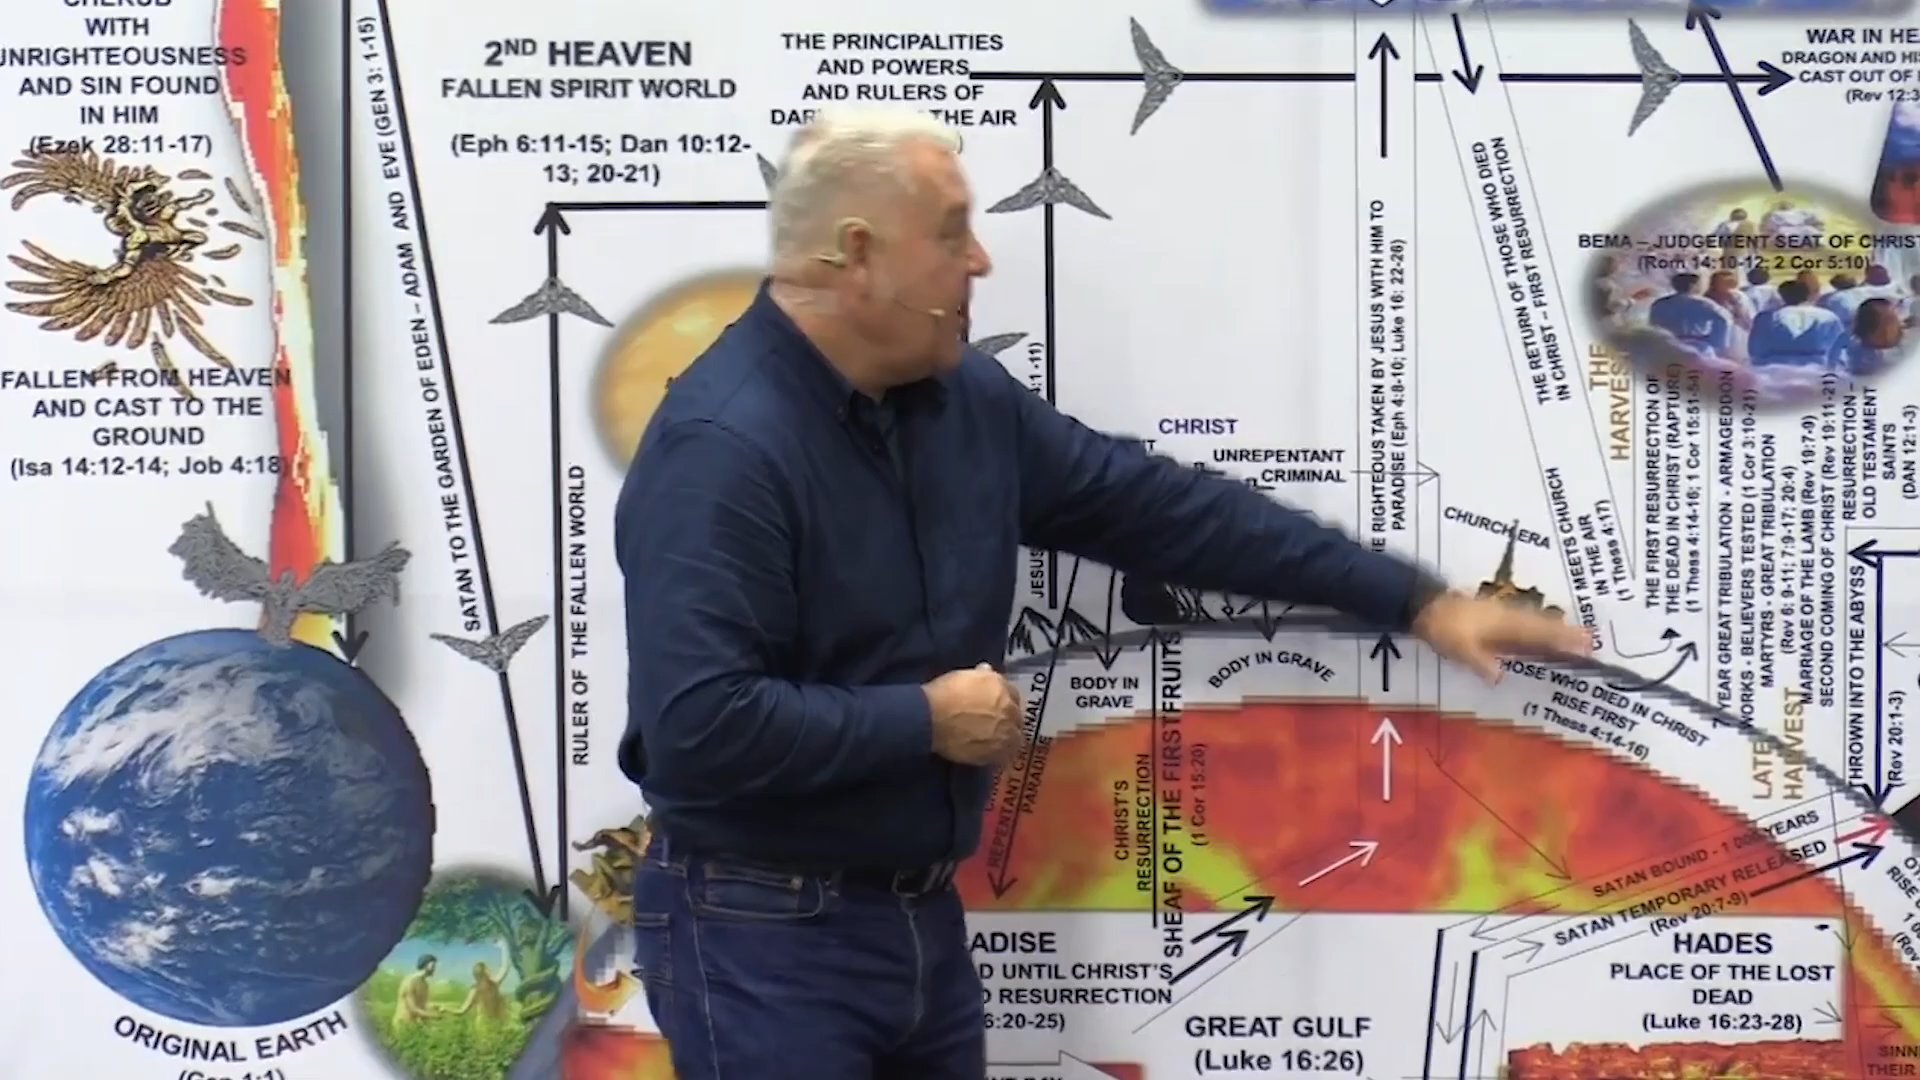 WITH
UNRIGHTEOUSNESS
AND SIN FOUND
IN HIM
(Ezek 28:11-17)
FALLEN FROM HEAVEN
AND CAST TO THE
GROUND
(Isa 14:12-14; Job 4:18)
ORIGINAL EARTH
(Gen 1:1)
SATAN TO THE GARDEN OF EDEN – ADAM AND EVE (GEN 3: 1-15)
2ND HEAVEN
FALLEN SPIRIT WORLD
(Eph 6:11-15; Dan 10:12-
13; 20-21)
RULER OF THE FALLEN WORLD
THE PRINCIPALITIES
AND POWERS
AND RULERS OF
THE AIR
JESUS
4:1-11)
CHRIST
UNREPENTANT
CRIMINAL
BODY IN
GRAVE
BODY IN GRAVE
REPENTANT CRIMINAL TO
PARADISE
CHRIST'S
RESURRECTION
SHEAF OF THE FIRSTFRUITS
(1 Cor 15:20)
RIGHTEOUS TAKEN BY JESUS WITH HIM TO
PARADISE (Eph 4:8-10; Luke 16: 22-26)
THE RETURN OF THOSE WHO DIED
IN CHRIST – FIRST RESURRECTION
CHURCH ERA
CHRIST MEETS CHURCH
IN THE AIR
(1 Thess 4:17)
THE
HARVEST
THOSE WHO DIED IN CHRIST
RISE FIRST
(1 Thess 4:14-16)
WAR IN
DRAGON AND
CAST OUT OF
(Rev 12:3
BEMA – JUDGEMENT SEAT OF CHRIST
(Rom 14:10-12; 2 Cor 5:10)
THE FIRST RESURRECTION OF
THE DEAD IN CHRIST (RAPTURE)
(1 Thess 4:14-16; 1 Cor 15:51-54)
7 YEAR GREAT TRIBULATION - ARMAGEDDON
WORKS - BELIEVERS TESTED (1 Cor 3:10-21)
MARTYRS - GREAT TRIBULATION
(Rev 6: 9-11; 7:9-17; 20:4)
MARRIAGE OF THE LAMB (Rev 19:7-9)
SECOND COMING OF CHRIST (Rev 19:11-21)
RESURRECTION –
OLD TESTAMENT
SAINTS
(DAN 12:1-3)
LATE
HARVEST
THROWN INTO THE ABYSS
(Rev 20:1-3)
SATAN BOUND - 1 000 YEARS
SATAN TEMPORARY RELEASED
(Rev 20:7-9)
ADISE
D UNTIL CHRIST'S
RESURRECTION
6:20-25)
GREAT GULF
(Luke 16:26)
HADES
PLACE OF THE LOST
DEAD
(Luke 16:23-28)